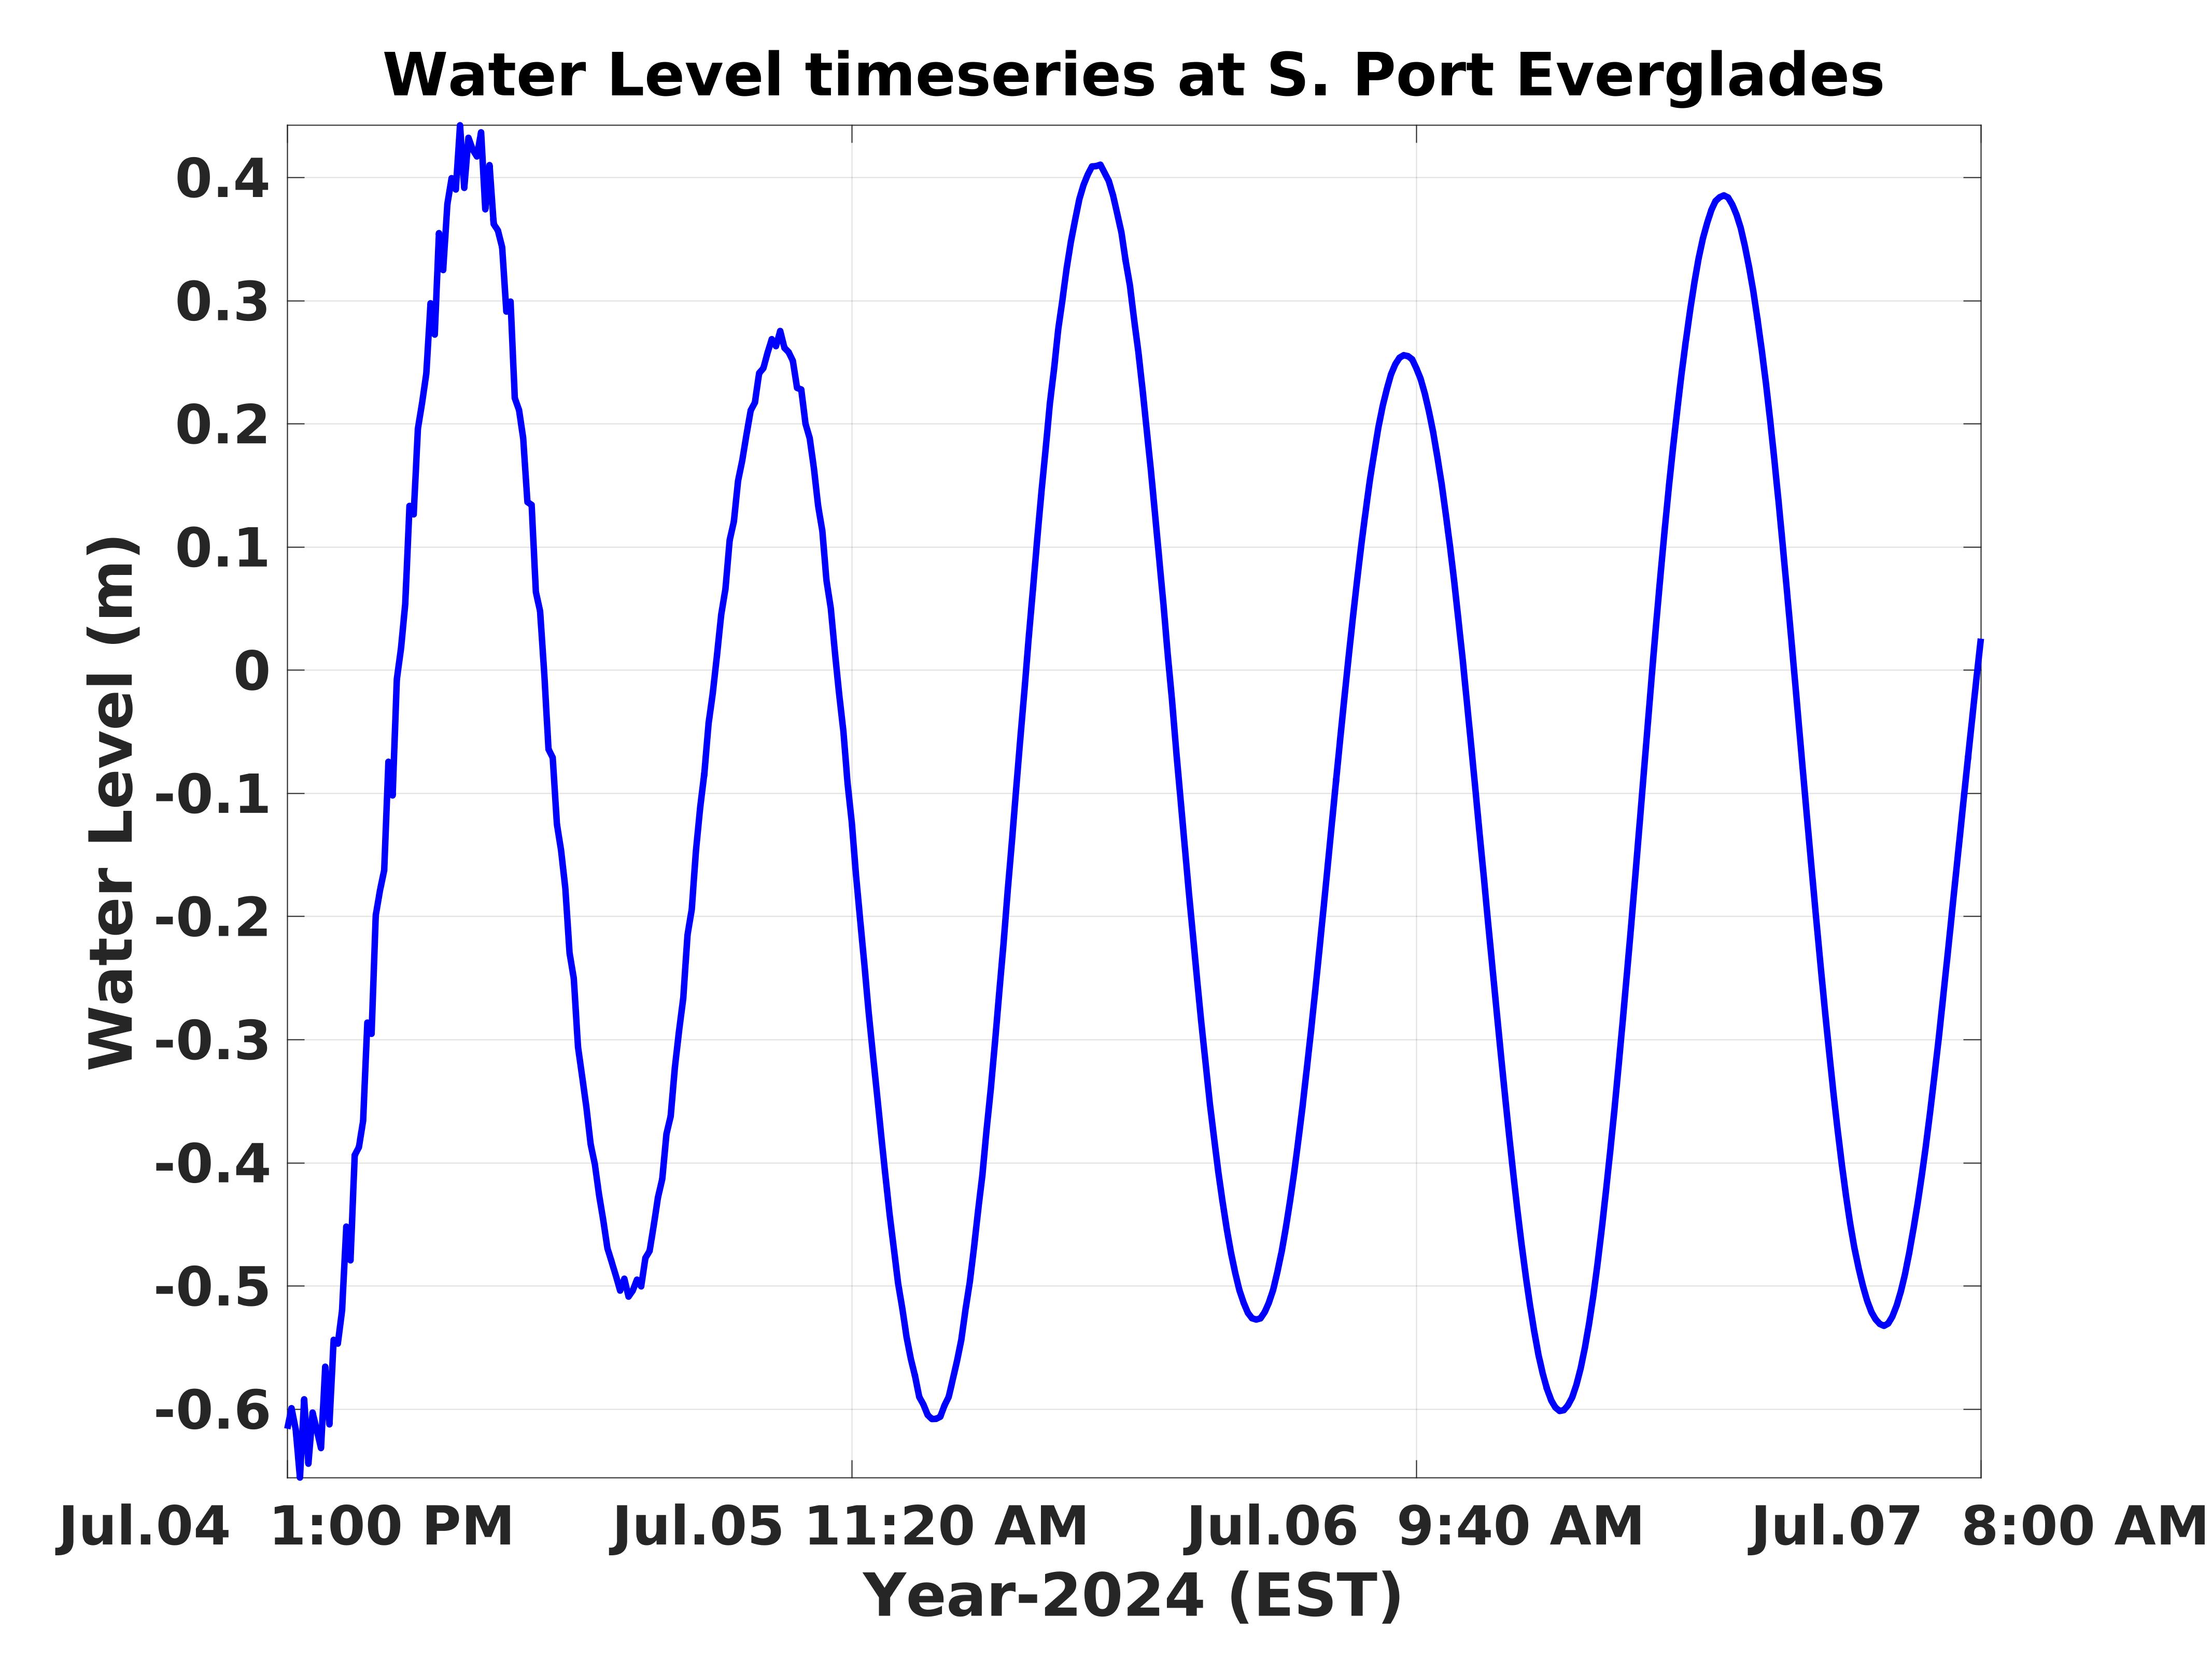 Water Level timeseries at S. Port Everglades
0.4
0.3
0.2
0.1
0
-0.1
-0.2
-0.3
-0.4
-0.5
-0.6
Water Level (m)
Jul.04 1:00 PM Jul.05 11:20 AM Jul.06 9:40 AM Jul.07 8:00 AM
Year-2024 (EST)